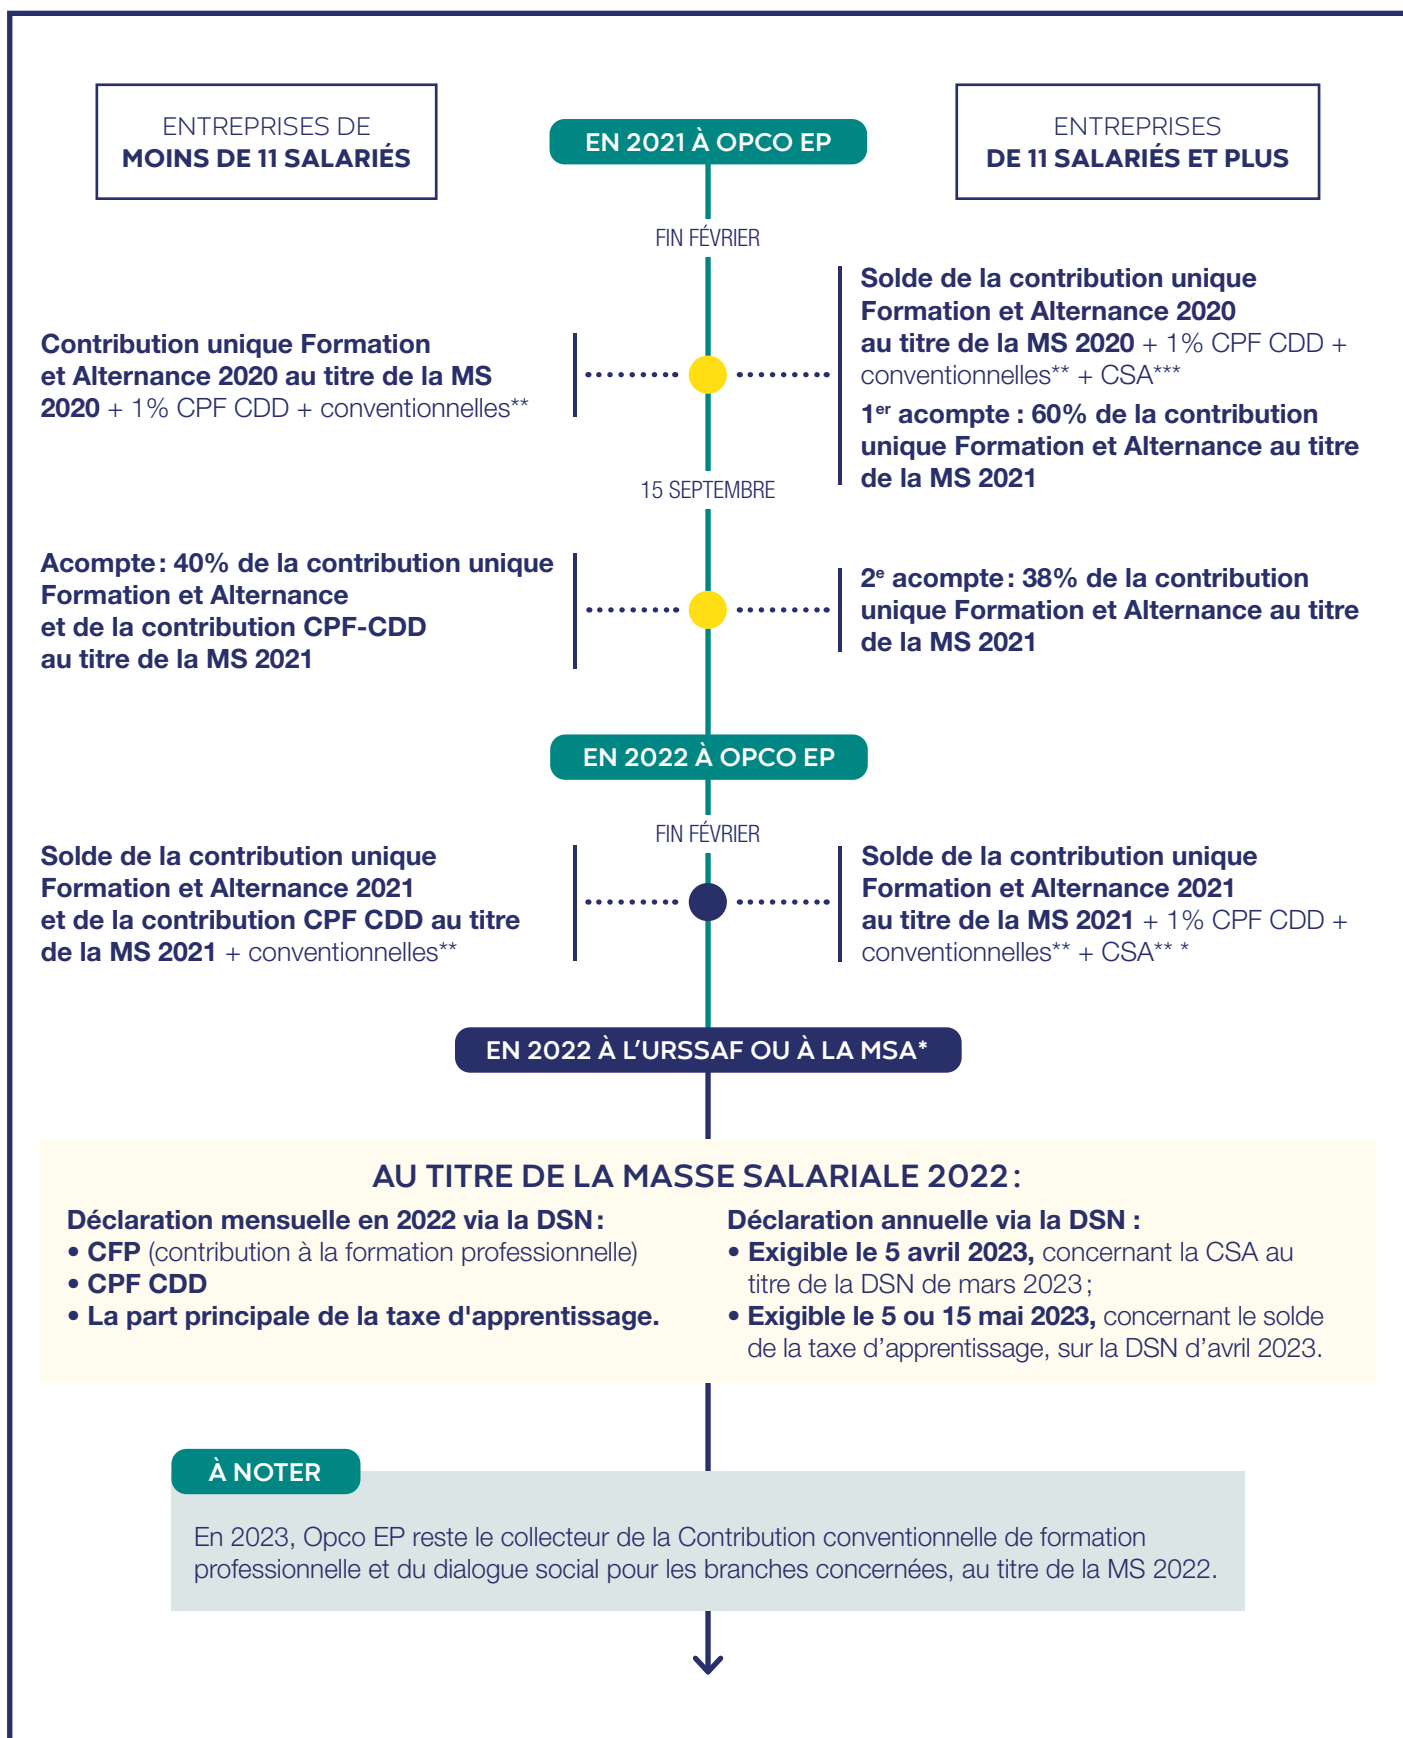 ENTREPRISES DE
MOINS DE 11 SALARIÉS
EN 2021 À OPCO EP
ENTREPRISES
DE 11 SALARIÉS ET PLUS
FIN FÉVRIER
Contribution unique Formation
et Alternance 2020 au titre de la MS
2020 + 1% CPF CDD + conventionnelles**
Solde de la contribution unique
Formation et Alternance 2020
au titre de la MS 2020 + 1% CPF CDD +
conventionnelles** + CSA***
1er acompte : 60% de la contribution
unique Formation et Alternance au titre
de la MS 2021
15 SEPTEMBRE
Acompte : 40% de la contribution unique
Formation et Alternance
et de la contribution CPF-CDD
au titre de la MS 2021
2e acompte : 38% de la contribution
unique Formation et Alternance au titre
de la MS 2021
EN 2022 À OPCO EP
FIN FÉVRIER
Solde de la contribution unique
Formation et Alternance 2021
et de la contribution CPF CDD au titre
de la MS 2021 + conventionnelles**
Solde de la contribution unique
Formation et Alternance 2021
au titre de la MS 2021 + 1% CPF CDD +
conventionnelles** + CSA** *
EN 2022 À L'URSSAF OU À LA MSA*
AU TITRE DE LA MASSE SALARIALE 2022 :
Déclaration mensuelle en 2022 via la DSN :
• CFP (contribution à la formation professionnelle)
• CPF CDD
• La part principale de la taxe d'apprentissage.
Déclaration annuelle via la DSN :
• Exigible le 5 avril 2023, concernant la CSA au
titre de la DSN de mars 2023 ;
• Exigible le 5 ou 15 mai 2023, concernant le solde
de la taxe d'apprentissage, sur la DSN d'avril 2023.
À NOTER
En 2023, Opco EP reste le collecteur de la Contribution conventionnelle de formation
professionnelle et du dialogue social pour les branches concernées, au titre de la MS 2022.